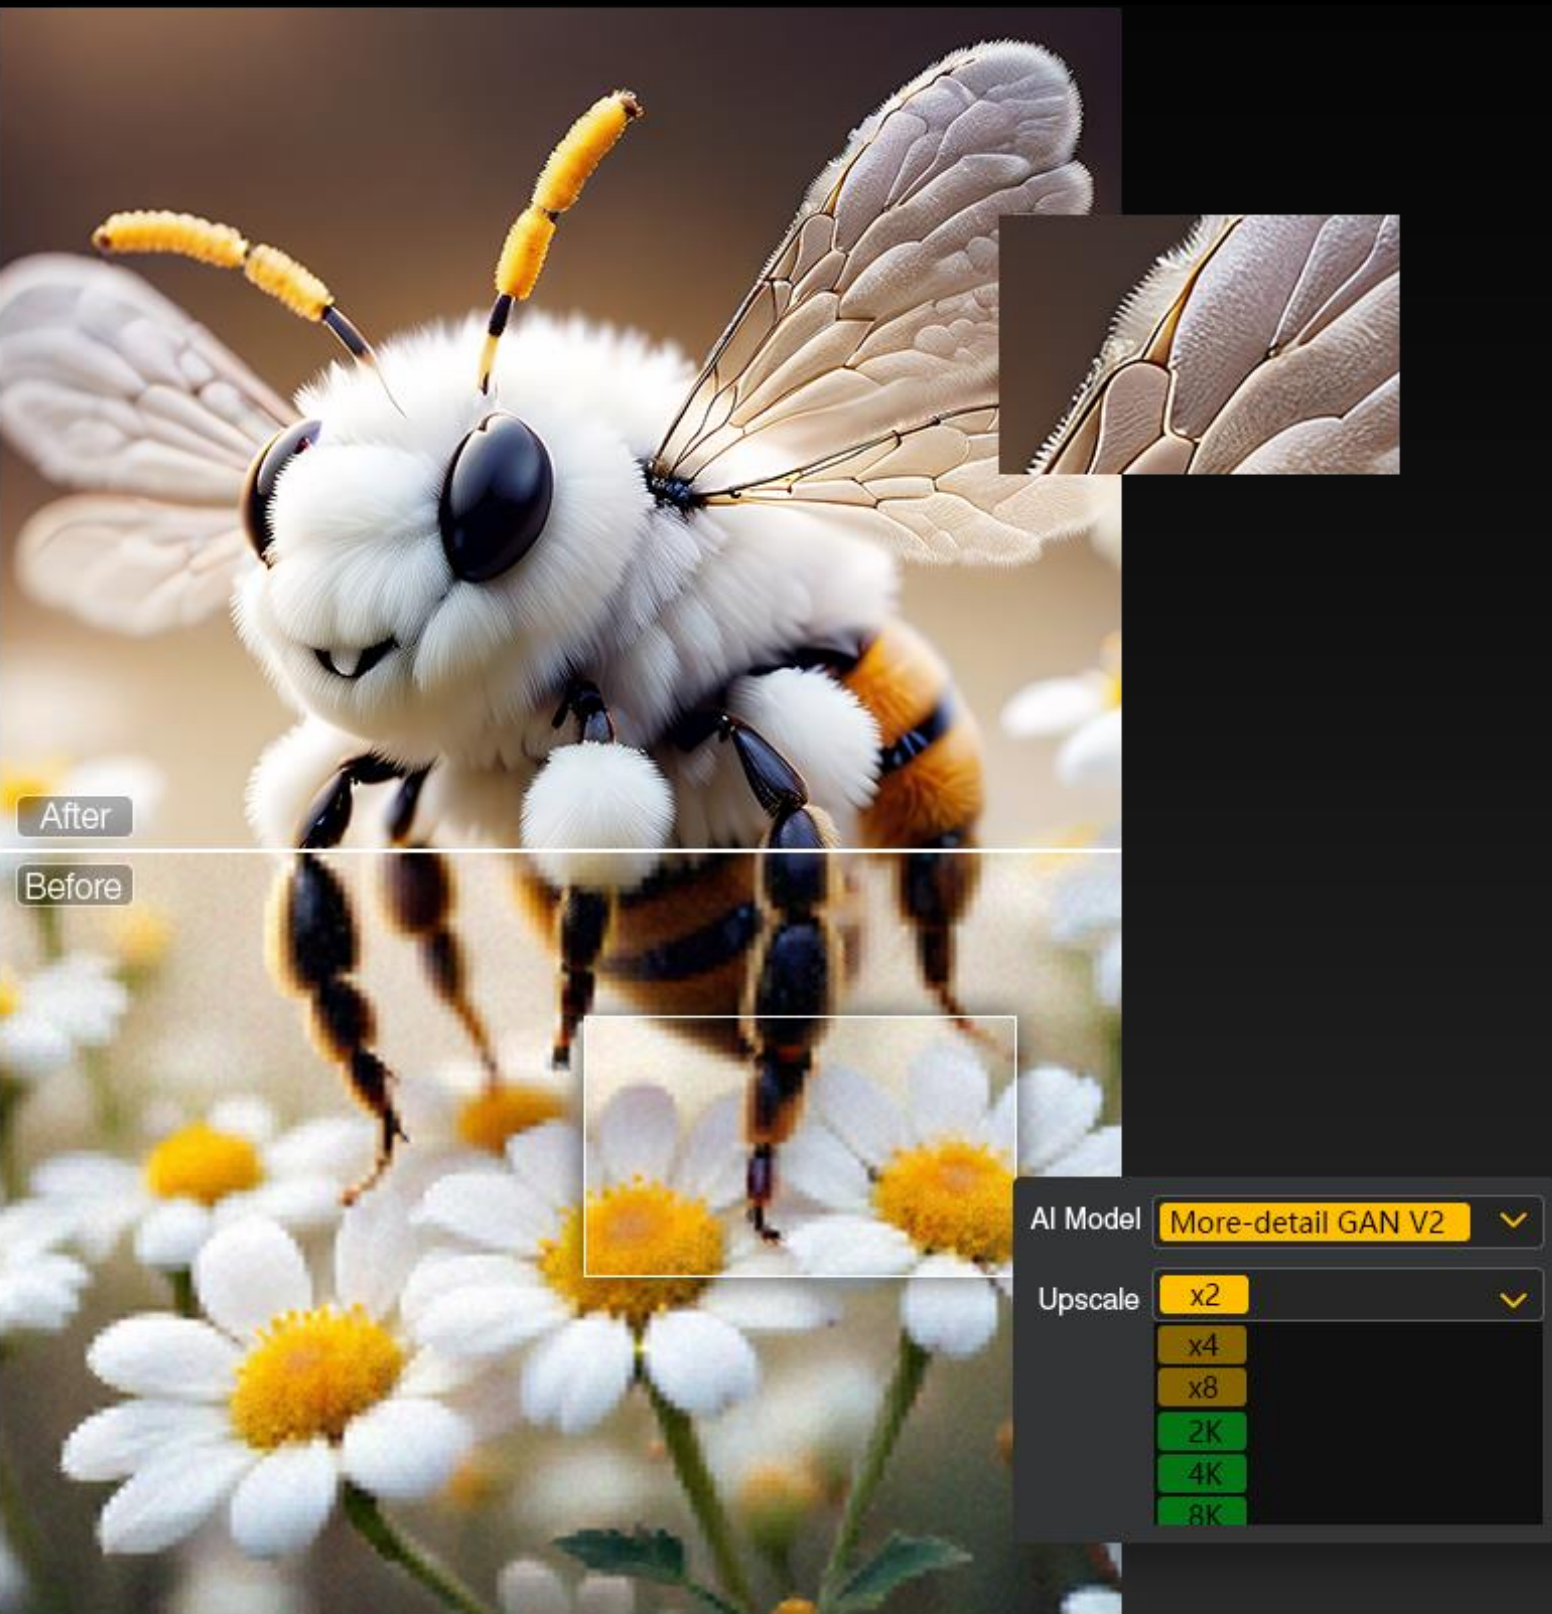 After
Before
AI Model More-detail GAN V2
Upscale x2
x4
x8
2K
4K
8K